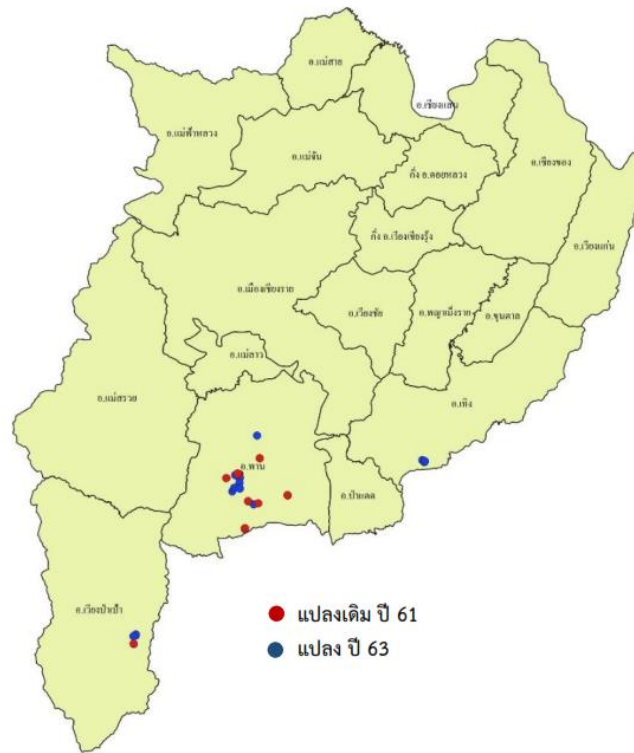 อ.แม่สาย
อ.เชียงแสน
อ.แม่ฟ้าหลวง
อ.แม่จัน
อ.เชียงของ
กิ่ง อ.ดอยหลวง
กิ่ง อ.เวียงเชียงรุ้ง
อ.เวียงแก่น
อ.เมืองเชียงราย
อ.เวียงชัย
อ.พญาเม็งราย
อ.ขุนตาล
อ.แม่ลาว
อ.แม่สรวย
อ.เทิง
อ.พาน
อ.ป่าแดด
อ.เวียงป่าเป้า
แปลงเดิม ปี 61
แปลง ปี 63